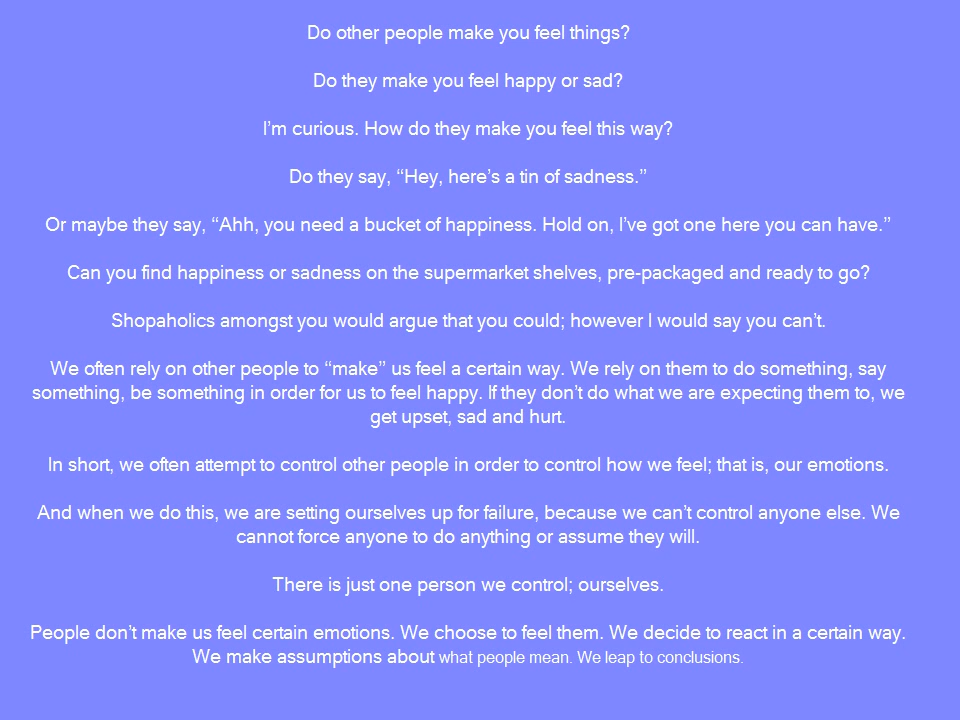 Do other people make you feel things?
Do they make you feel happy or sad?
I’m curious. How do they make you feel this way?
Do they say, “Hey, here’s a tin of sadness.”
Or maybe they say, “Ahh, you need a bucket of happiness. Hold on, I’ve got one here you can have.”
Can you find happiness or sadness on the supermarket shelves, pre-packaged and ready to go?
Shopaholics amongst you would argue that you could; however I would say you can’t.
We often rely on other people to “make” us feel a certain way. We rely on them to do something, say
something, be something in order for us to feel happy. If they don’t do what we are expecting them to, we
get upset, sad and hurt.
In short, we often attempt to control other people in order to control how we feel; that is, our emotions.
And when we do this, we are setting ourselves up for failure, because we can’t control anyone else. We
cannot force anyone to do anything or assume they will.
There is just one person we control; ourselves.
People don’t make us feel certain emotions. We choose to feel them. We decide to react in a certain way.
We make assumptions about what people mean. We leap to conclusions.